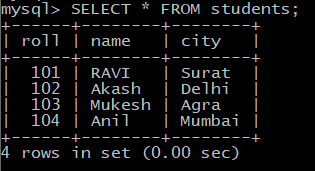 mysql> SELECT * FROM students;
+------+--------+--------+
| roll | name   | city   |
+------+--------+--------+
|  101 | RAVI   | Surat  |
|  102 | Akash  | Delhi  |
|  103 | Mukesh | Agra   |
|  104 | Anil   | Mumbai |
+------+--------+--------+
4 rows in set (0.00 sec)